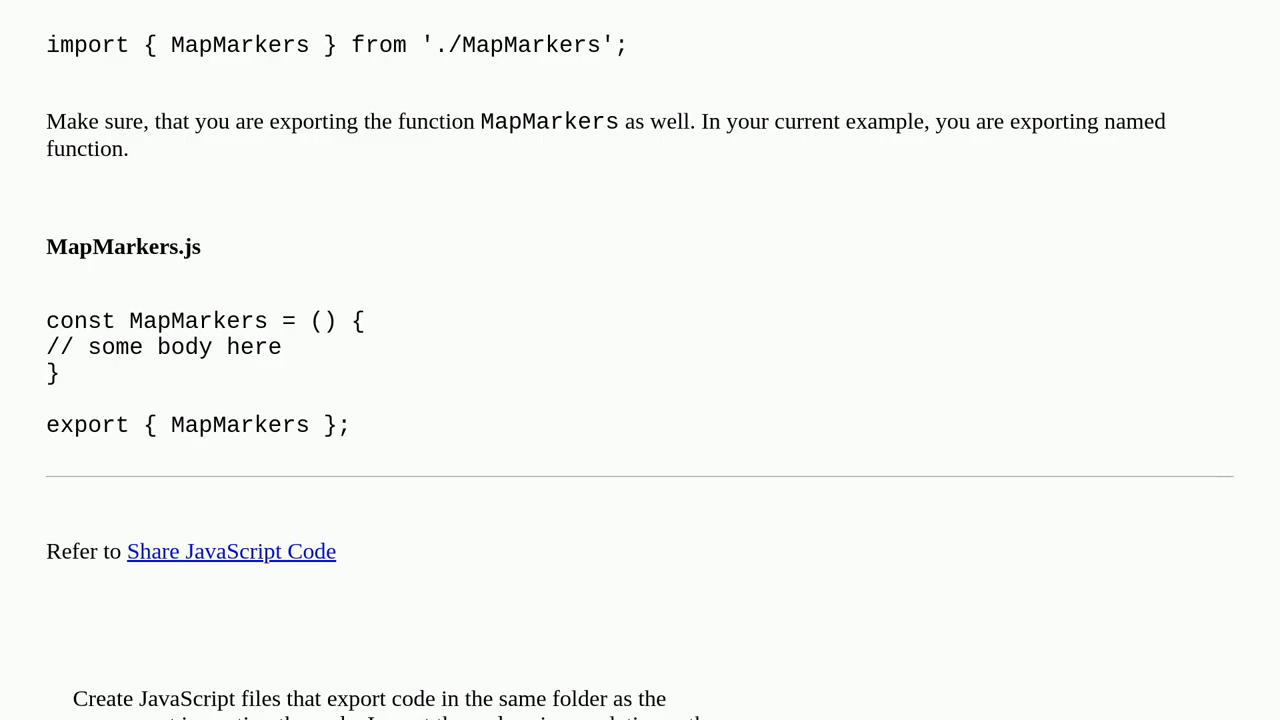 import { MapMarkers } from './MapMarkers';
Make sure, that you are exporting the function MapMarkers as well. In your current example, you are exporting named
function.
MapMarkers.js
const MapMarkers = () {
// some body here
}
export { MapMarkers };
Refer to Share JavaScript Code
Create JavaScript files that export code in the same folder as the